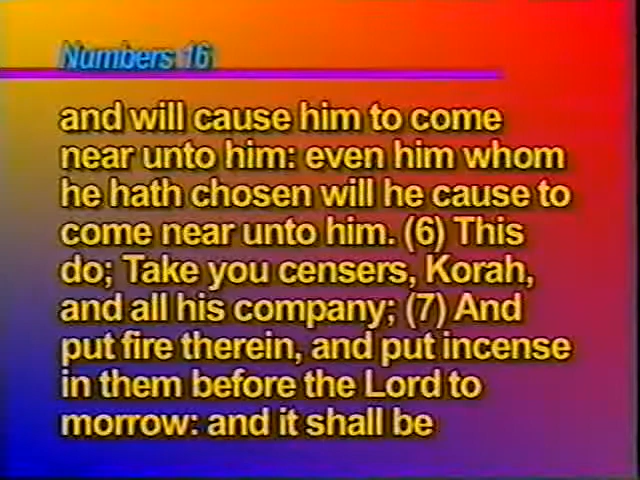 Numbers 16
and will cause him to come
near unto him: even him whom
he hath chosen will he cause to
come near unto him. (6) This
do; Take you censers, Korah,
and all his company; (7) And
put fire therein, and put incense
in them before the Lord to
morrow: and it shall be